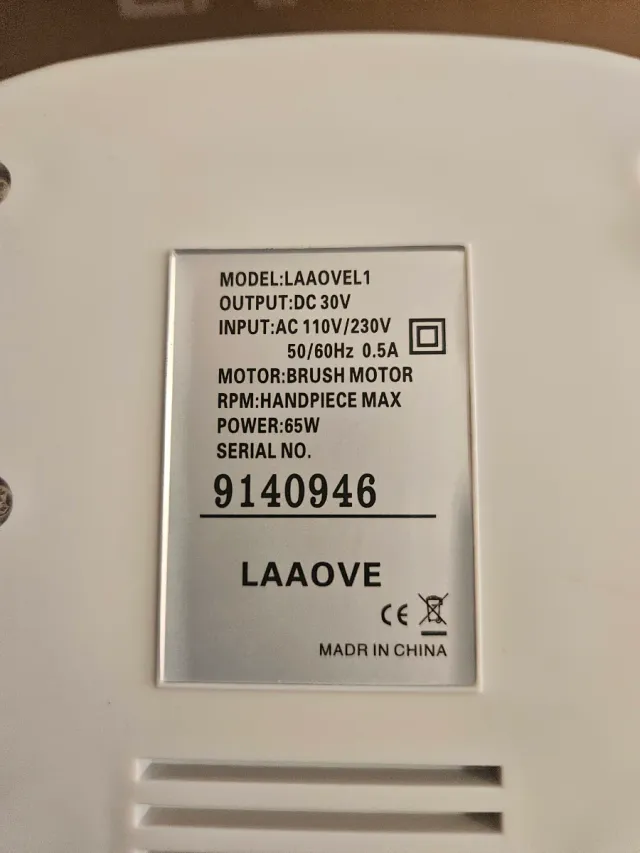 MODEL:LAAOVEL1
OUTPUT:DC 30V
INPUT:AC 110V/230V
50/60Hz 0.5A
MOTOR:BRUSH MOTOR
RPM:HANDPIECE MAX
POWER:65W
SERIAL NO.
9140946
LAAOVE
CE
MADR IN CHINA